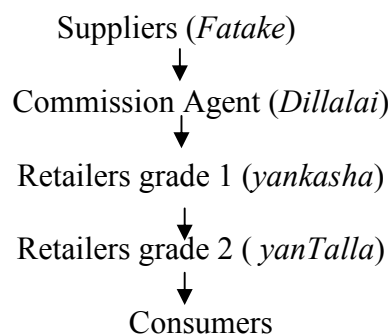 Suppliers (Fatake)
Commission Agent (Dillalai)
Retailers grade 1 (yankasha)
Retailers grade 2 ( yanTalla)
Consumers